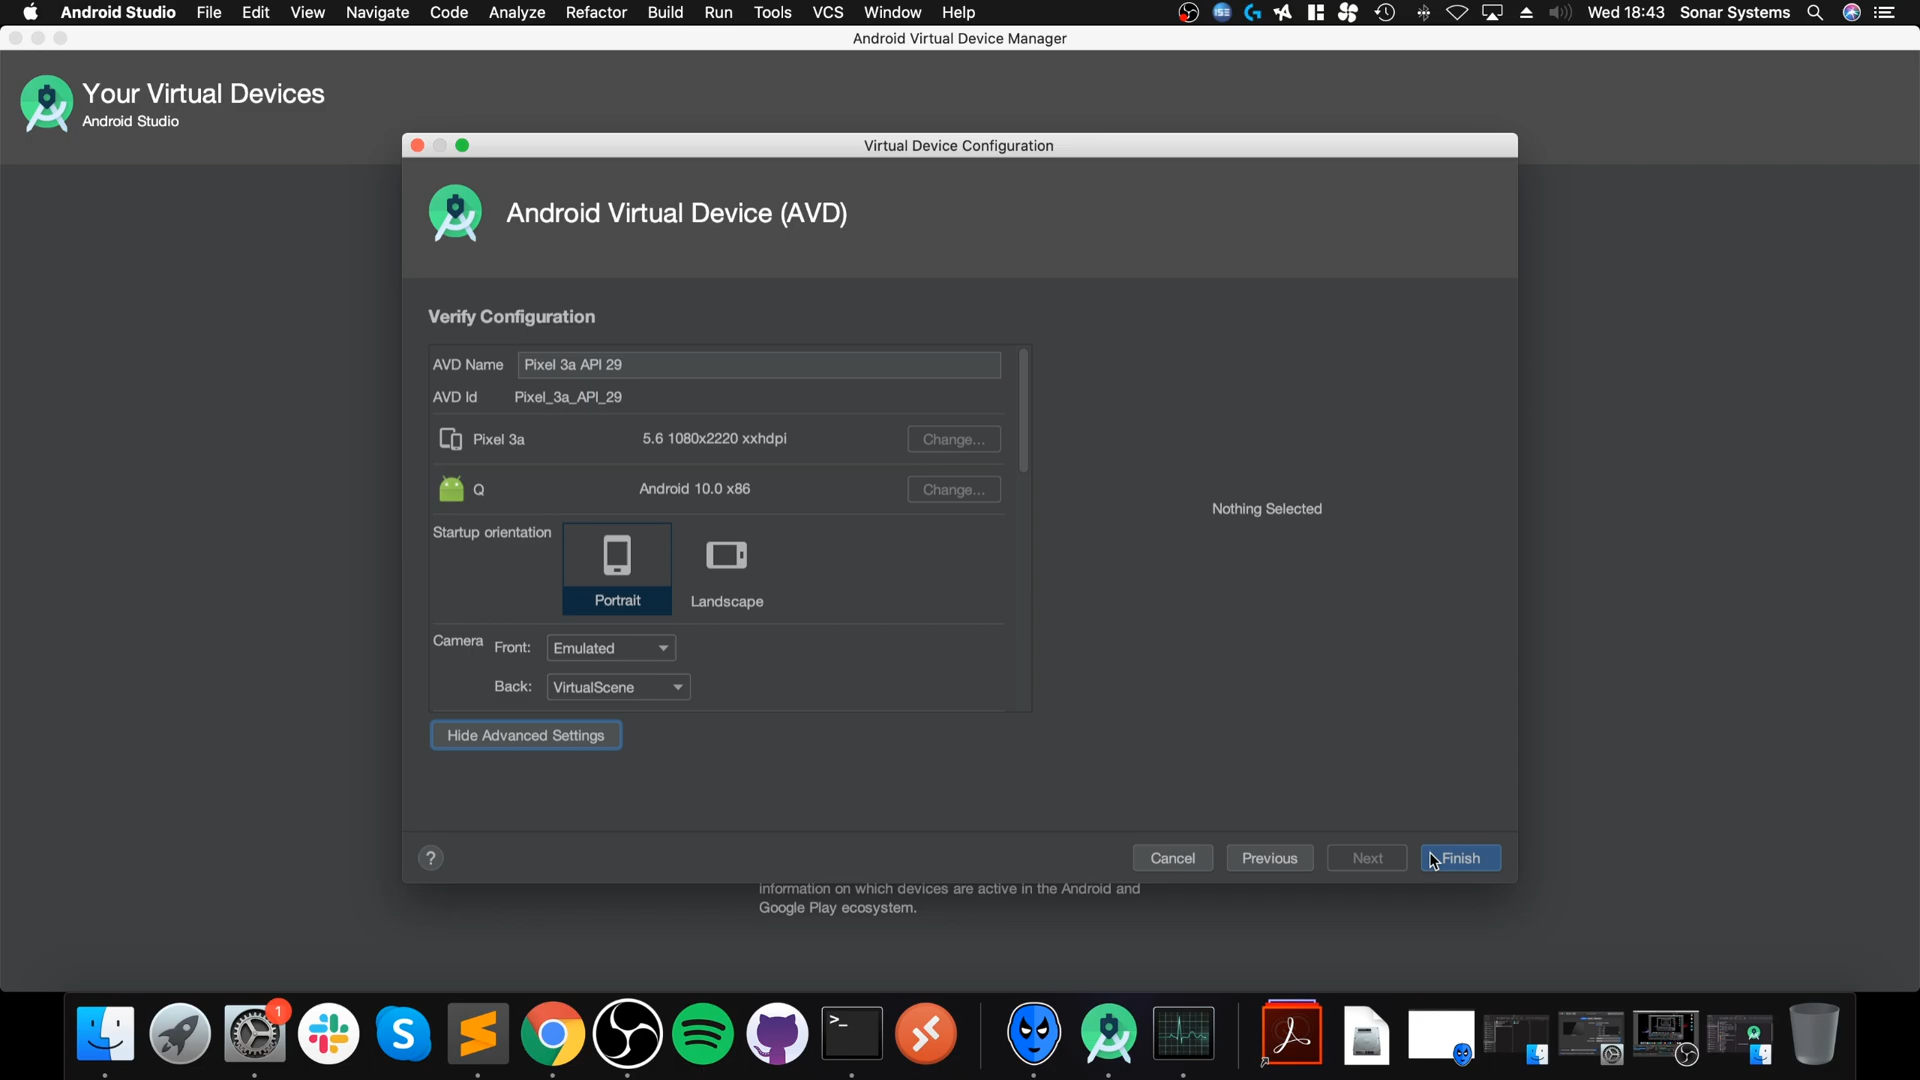 Android Studio File Edit View Navigate Code Analyze Refactor Build Run Tools VCS Window Help Wed 18:43 Sonar Systems
Android Virtual Device Manager
Your Virtual Devices
Android Studio
Virtual Device Configuration
Android Virtual Device (AVD)
Verify Configuration
AVD Name Pixel 3a API 29
AVD Id Pixel_3a_API_29
Pixel 3a 5.6 1080x2220 xxhdpi Change...
Q Android 10.0 x86 Change...
Nothing Selected
Startup orientation
Portrait Landscape
Camera Front: Emulated
Back: VirtualScene
Hide Advanced Settings
? Cancel Previous Next Finish
information on which devices are active in the Android and
Google Play ecosystem.
1